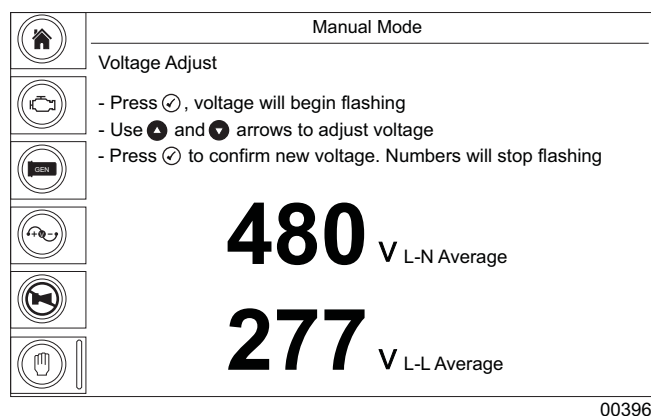 Manual Mode
Voltage Adjust
- Press ✓, voltage will begin flashing
- Use ▲ and ▼ arrows to adjust voltage
- Press ✓ to confirm new voltage. Numbers will stop flashing
GEN
480 V L-N Average
277 V L-L Average
00396